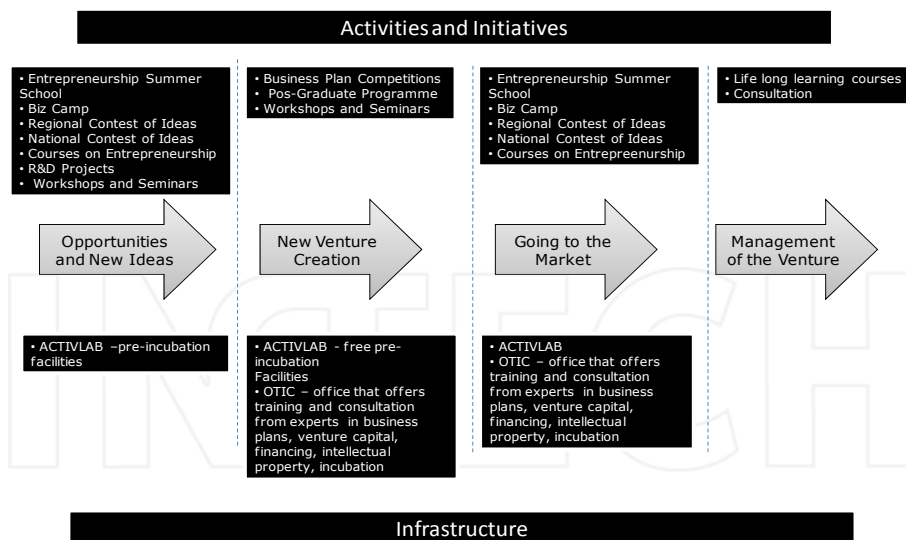 Activities and Initiatives
• Entrepreneurship Summer
School
• Biz Camp
• Regional Contest of Ideas
• National Contest of Ideas
• Courses on Entrepreneurship
• R&D Projects
• Workshops and Seminars
• Business Plan Competitions
• Pos-Graduate Programme
• Workshops and Seminars
• Entrepreneurship Summer
School
• Biz Camp
• Regional Contest of Ideas
• National Contest of Ideas
• Courses on Entrepreenurship
• Life long learning courses
• Consultation
Opportunities
and New Ideas
New Venture
Creation
Going to the
Market
Management
of the Venture
• ACTIVLAB –pre-incubation
facilities
• ACTIVLAB - free pre-
incubation
Facilities
• OTIC – office that offers
training and consultation
from experts in business
plans, venture capital,
financing, intellectual
property, incubation
• ACTIVLAB
• OTIC – office that offers
training and consultation
from experts in business
plans, venture capital,
financing, intellectual
property, incubation
Infrastructure
INTECH